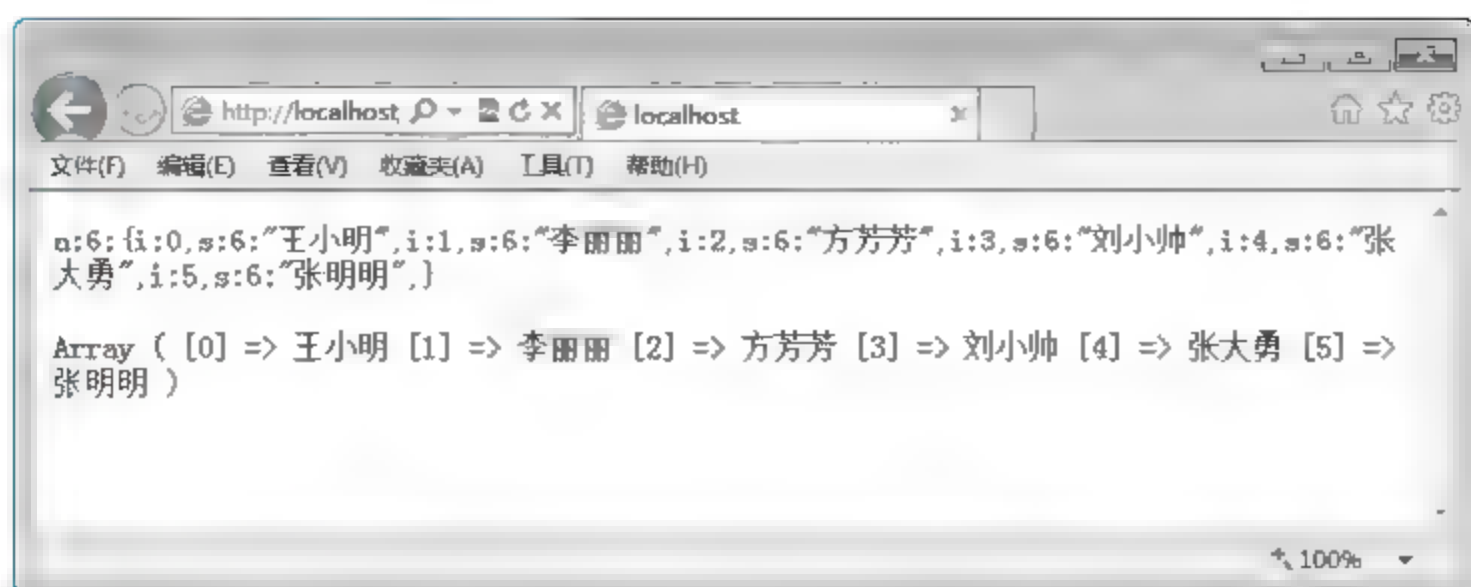 http://localhost
localhost
文件(F) 编辑(E) 查看(V) 收藏夹(A) 工具(T) 帮助(H)
a:6:{i:0,s:6:"王小明",i:1,s:6:"李丽丽",i:2,s:6:"方芳芳",i:3,s:6:"刘小帅",i:4,s:6:"张
大勇",i:5,s:6:"张明明",}
Array ( [0] => 王小明 [1] => 李丽丽 [2] => 方芳芳 [3] => 刘小帅 [4] => 张大勇 [5] =>
张明明 )
100%